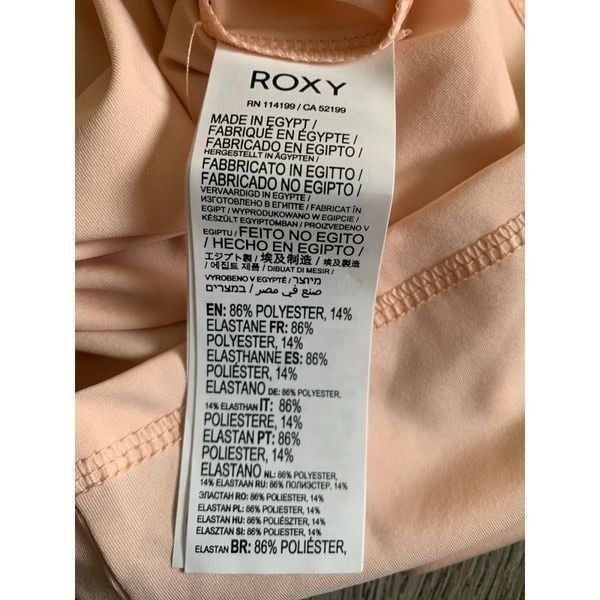 ROXY
RN 114199 / CA 52199
MADE IN EGYPT /
FABRIQUÉ EN ÉGYPTE /
FABRICADO EN EGIPTO /
HERGESTELLT IN ÄGYPTEN /
FABBRICATO IN EGITTO /
FABRICADO NO EGIPTO /
VERVAARDIGD IN EGYPTE /
ИЗГОТОВЛЕНО В ЕГИПТЕ / FABRICAT ÎN
EGIPT / WYPRODUKOWANO W EGIPCIE /
KÉSZÜLT EGYIPTOMBAN / PROIZVEDENO V
EGIPTU / FEITO NO EGITO
/ HECHO EN EGIPTO /
エジプト製 / 埃及制造 / 埃及製造
/ 에집트 제품 / DIBUAT DI MESIR /
VYROBENO V EGYPTĚ / מיוצר
صنع في مصر / במצרים
EN: 86% POLYESTER, 14%
ELASTANE FR: 86%
POLYESTER, 14%
ELASTHANNE ES: 86%
POLIÉSTER, 14%
ELASTANO DE: 86% POLYESTER,
14% ELASTHAN IT: 86%
POLIESTERE, 14%
ELASTAN PT: 86%
POLIÉSTER, 14%
ELASTANO NL: 86% POLYESTER,
14% ELASTAAN RU: 86% ПОЛИЭСТЕР, 14%
ЭЛАСТАН RO: 86% POLIESTER, 14%
ELASTAN PL: 86% POLIESTER, 14%
ELASTAN HU: 86% POLIÉSZTER, 14%
ELASZTÁN SI: 86% POLIESTER, 14%
ELASTAN BR: 86% POLIÉSTER,